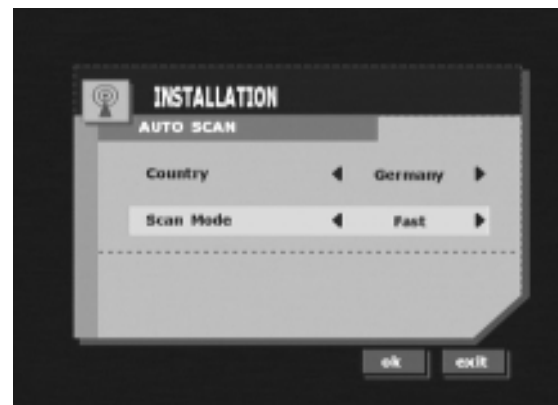 INSTALLATION
AUTO SCAN
Country Germany
Scan Mode Fast
ok exit